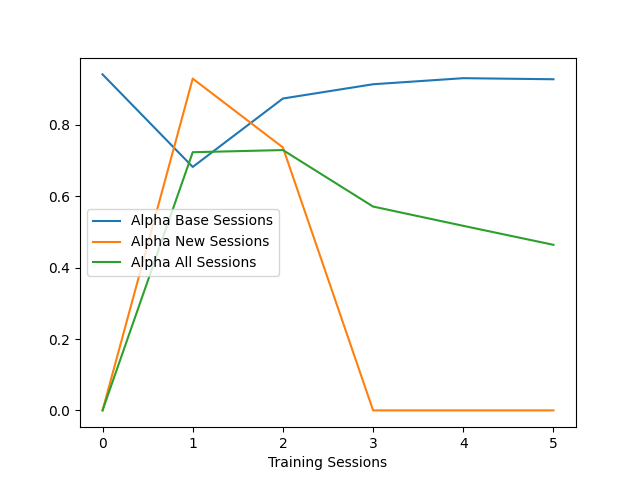 0.8
0.6
0.4
0.2
0.0
Alpha Base Sessions
Alpha New Sessions
Alpha All Sessions
0 1 2 3 4 5
Training Sessions